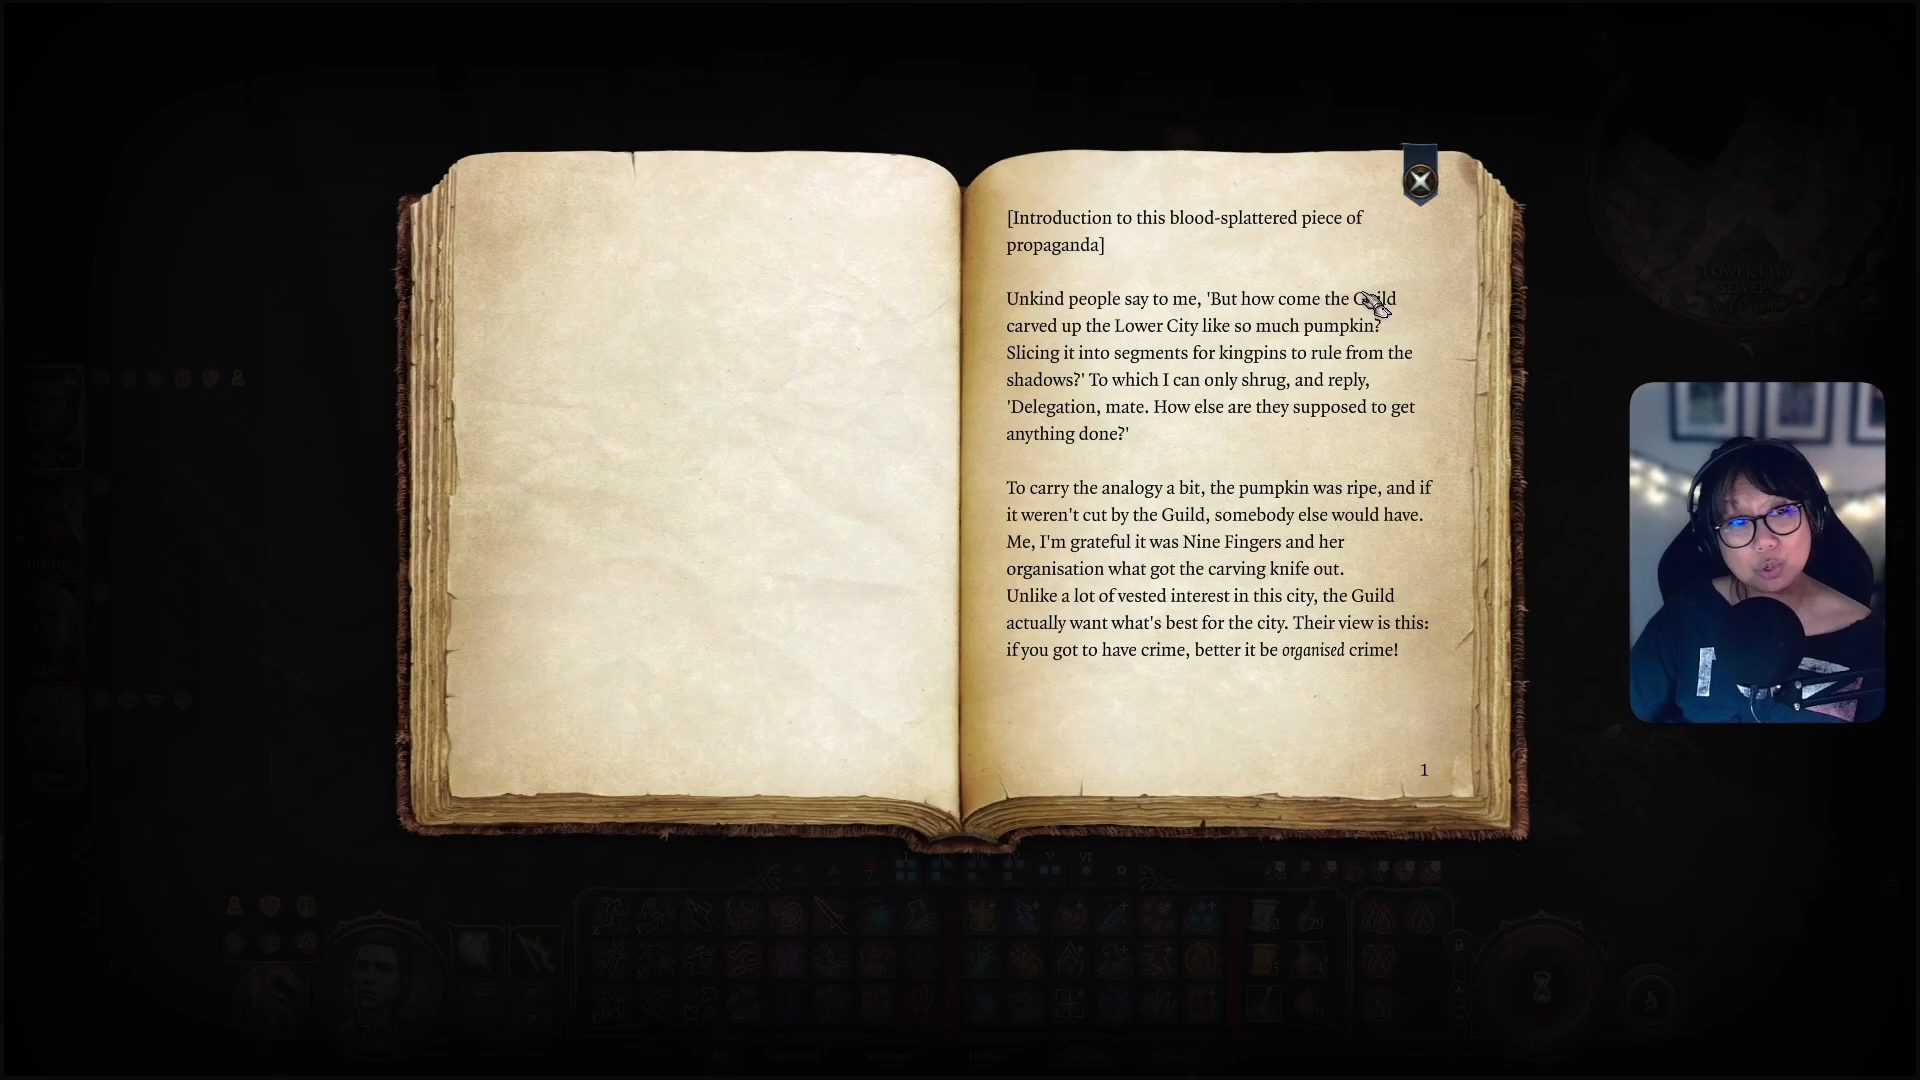 [Introduction to this blood-splattered piece of
propaganda]
Unkind people say to me, 'But how come the Guild
carved up the Lower City like so much pumpkin?
Slicing it into segments for kingpins to rule from the
shadows?' To which I can only shrug, and reply,
'Delegation, mate. How else are they supposed to get
anything done?'
To carry the analogy a bit, the pumpkin was ripe, and if
it weren't cut by the Guild, somebody else would have.
Me, I'm grateful it was Nine Fingers and her
organisation what got the carving knife out.
Unlike a lot of vested interest in this city, the Guild
actually want what's best for the city. Their view is this:
if you got to have crime, better it be organised crime!
1
LOWER CITY
SEWERS
V
VI